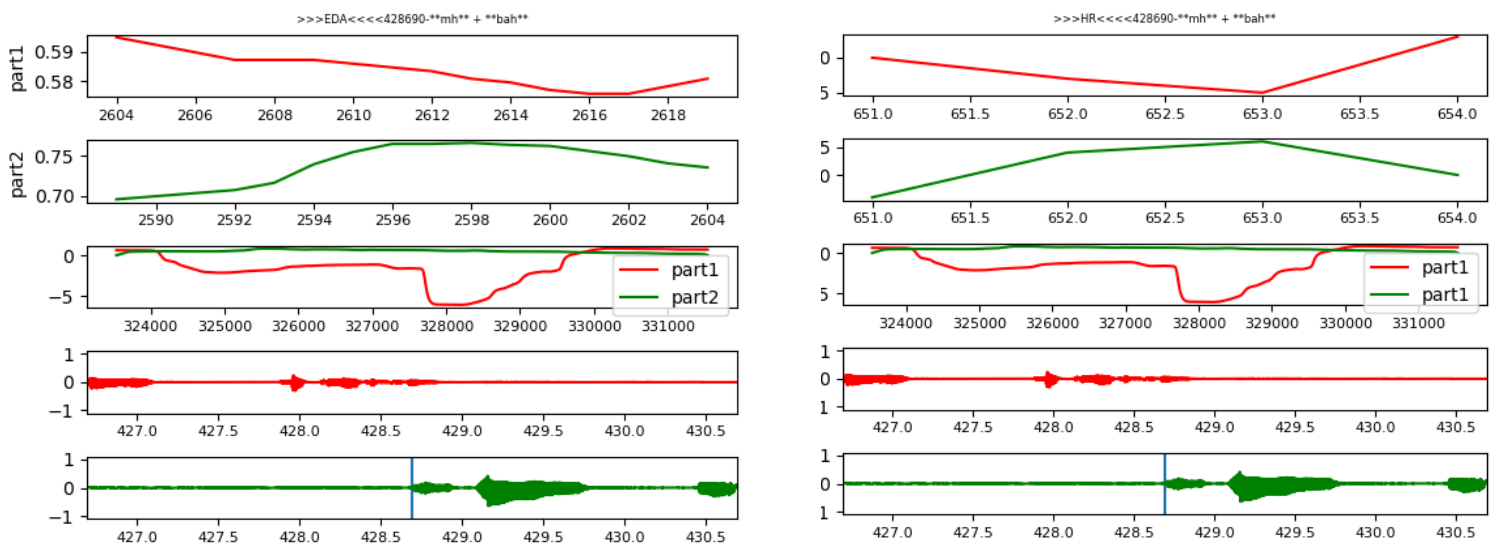 >>>EDA<<<<428690-**mh** + **bah**
part1
0.59
0.58
2604 2606 2608 2610 2612 2614 2616 2618
part2
0.75
0.70
2590 2592 2594 2596 2598 2600 2602 2604
0
−5
part1
part2
324000 325000 326000 327000 328000 329000 330000 331000
1
0
−1
427.0 427.5 428.0 428.5 429.0 429.5 430.0 430.5
1
0
−1
427.0 427.5 428.0 428.5 429.0 429.5 430.0 430.5
>>>HR<<<<428690-**mh** + **bah**
0
5
651.0 651.5 652.0 652.5 653.0 653.5 654.0
5
0
651.0 651.5 652.0 652.5 653.0 653.5 654.0
0
5
part1
part1
324000 325000 326000 327000 328000 329000 330000 331000
1
0
1
427.0 427.5 428.0 428.5 429.0 429.5 430.0 430.5
1
0
1
427.0 427.5 428.0 428.5 429.0 429.5 430.0 430.5